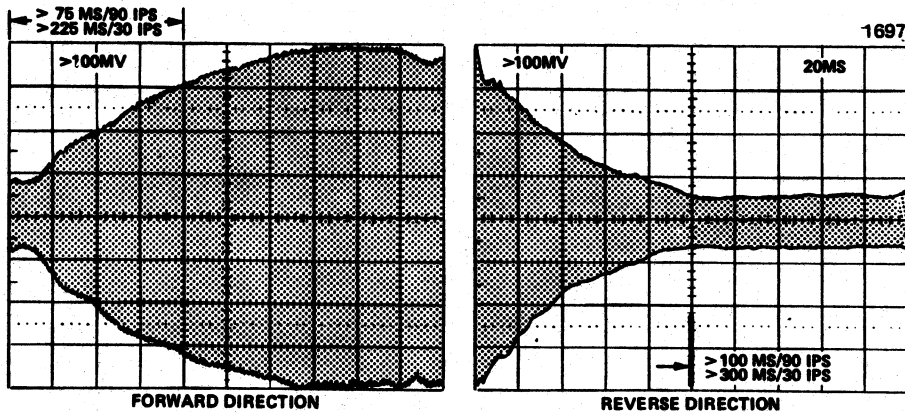 > 75 MS/90 IPS
>225 MS/30 IPS
1697
>100MV
>100MV
20MS
>100 MS/90 IPS
>300 MS/30 IPS
FORWARD DIRECTION
REVERSE DIRECTION